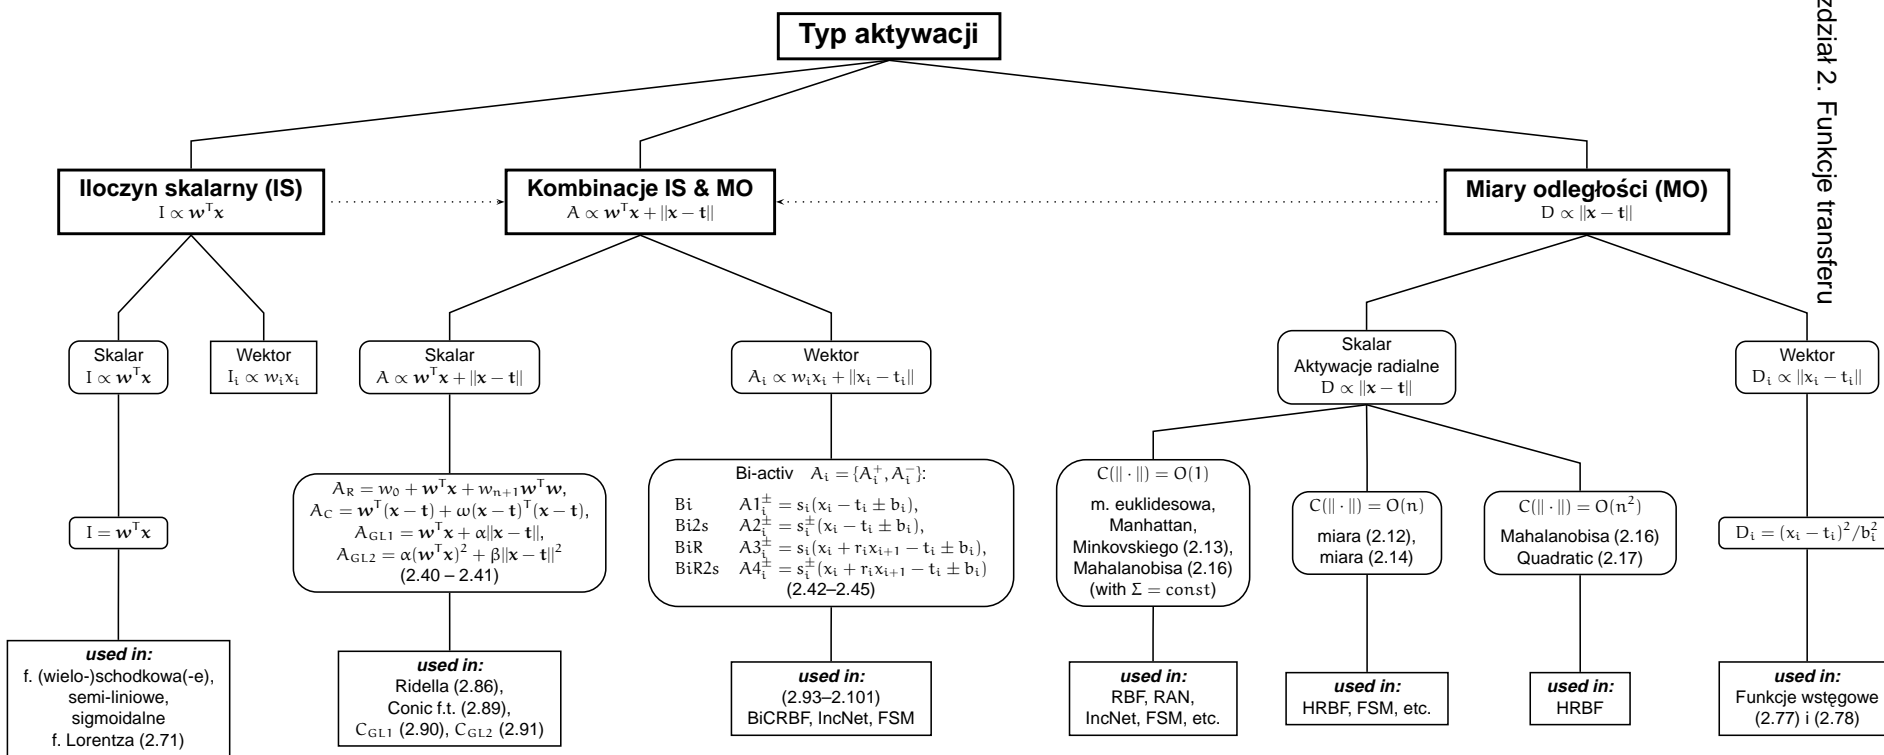 Typ aktywacji
zdział 2. Funkcje transferu
Iloczyn skalarny (IS)
I ∝ wᵀx
Kombinacje IS & MO
A ∝ wᵀx + ||x − t||
Miary odległości (MO)
D ∝ ||x − t||
Skalar
I ∝ wᵀx
Wektor
Iᵢ ∝ wᵢxᵢ
Skalar
A ∝ wᵀx + ||x − t||
Wektor
Aᵢ ∝ wᵢxᵢ + ||xᵢ − tᵢ||
Skalar
Aktywacje radialne
D ∝ ||x − t||
Wektor
Dᵢ ∝ ||xᵢ − tᵢ||
I = wᵀx
A_R = w₀ + wᵀx + wₙ₊₁wᵀw,
A_C = wᵀ(x − t) + ω(x − t)ᵀ(x − t),
A_GL1 = wᵀx + α||x − t||,
A_GL2 = α(wᵀx)² + β||x − t||²
(2.40 – 2.41)
Bi-activ Aᵢ = {Aᵢ⁺, Aᵢ⁻}:
Bi A1ᵢ± = sᵢ(xᵢ − tᵢ ± bᵢ),
Bi2s A2ᵢ± = sᵢ±(xᵢ − tᵢ ± bᵢ),
BiR A3ᵢ± = sᵢ(xᵢ + rᵢxᵢ₊₁ − tᵢ ± bᵢ),
BiR2s A4ᵢ± = sᵢ±(xᵢ + rᵢxᵢ₊₁ − tᵢ ± bᵢ)
(2.42–2.45)
C(|| · ||) = O(1)
m. euklidesowa,
Manhattan,
Minkovskiego (2.13),
Mahalanobisa (2.16)
(with Σ = const)
C(|| · ||) = O(n)
miara (2.12),
miara (2.14)
C(|| · ||) = O(n²)
Mahalanobisa (2.16)
Quadratic (2.17)
Dᵢ = (xᵢ − tᵢ)²/bᵢ²
used in:
f. (wielo-)schodkowa(-e),
semi-liniowe,
sigmoidalne
f. Lorentza (2.71)
used in:
Ridella (2.86),
Conic f.t. (2.89),
C_GL1 (2.90), C_GL2 (2.91)
used in:
(2.93–2.101)
BiCRBF, IncNet, FSM
used in:
RBF, RAN,
IncNet, FSM, etc.
used in:
HRBF, FSM, etc.
used in:
HRBF
used in:
Funkcje wstęgowe
(2.77) i (2.78)